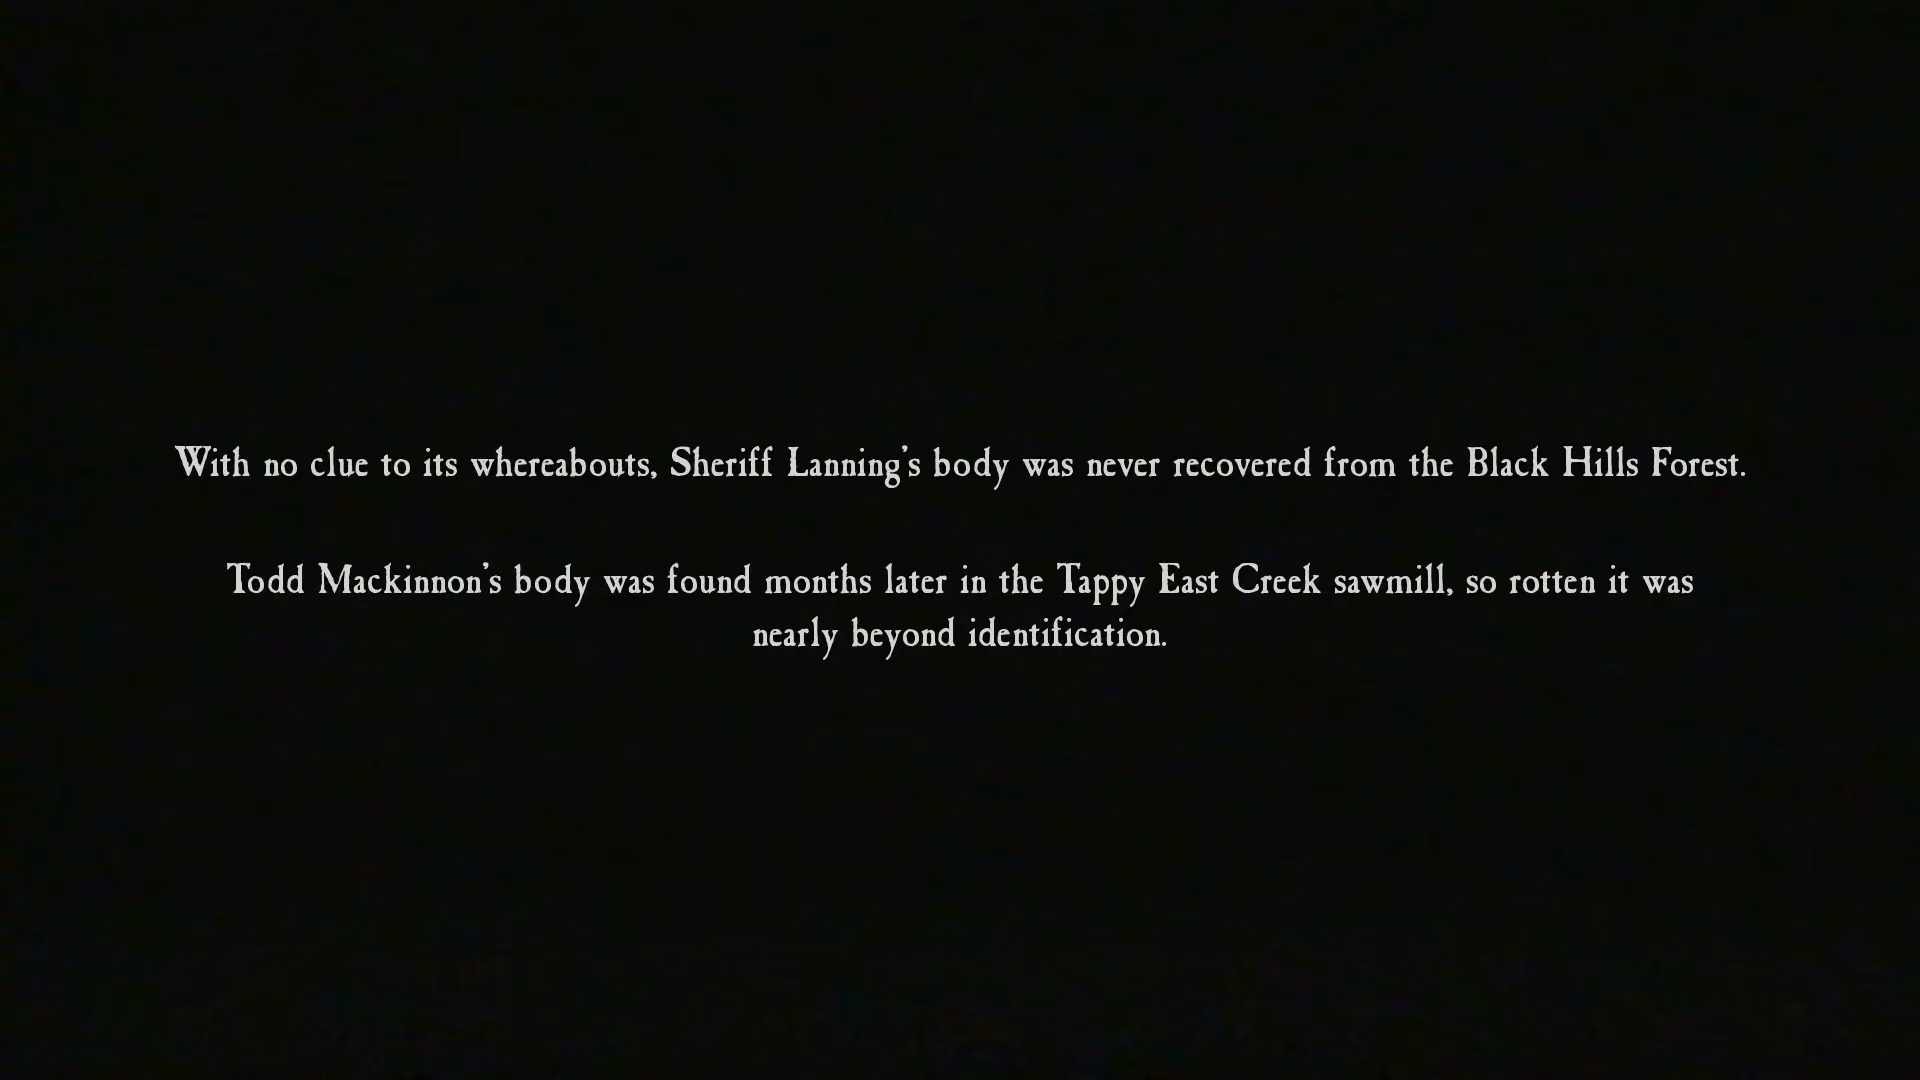 With no clue to its whereabouts, Sheriff Lanning's body was never recovered from the Black Hills Forest.
Todd Mackinnon's body was found months later in the Tappy East Creek sawmill, so rotten it was
nearly beyond identification.